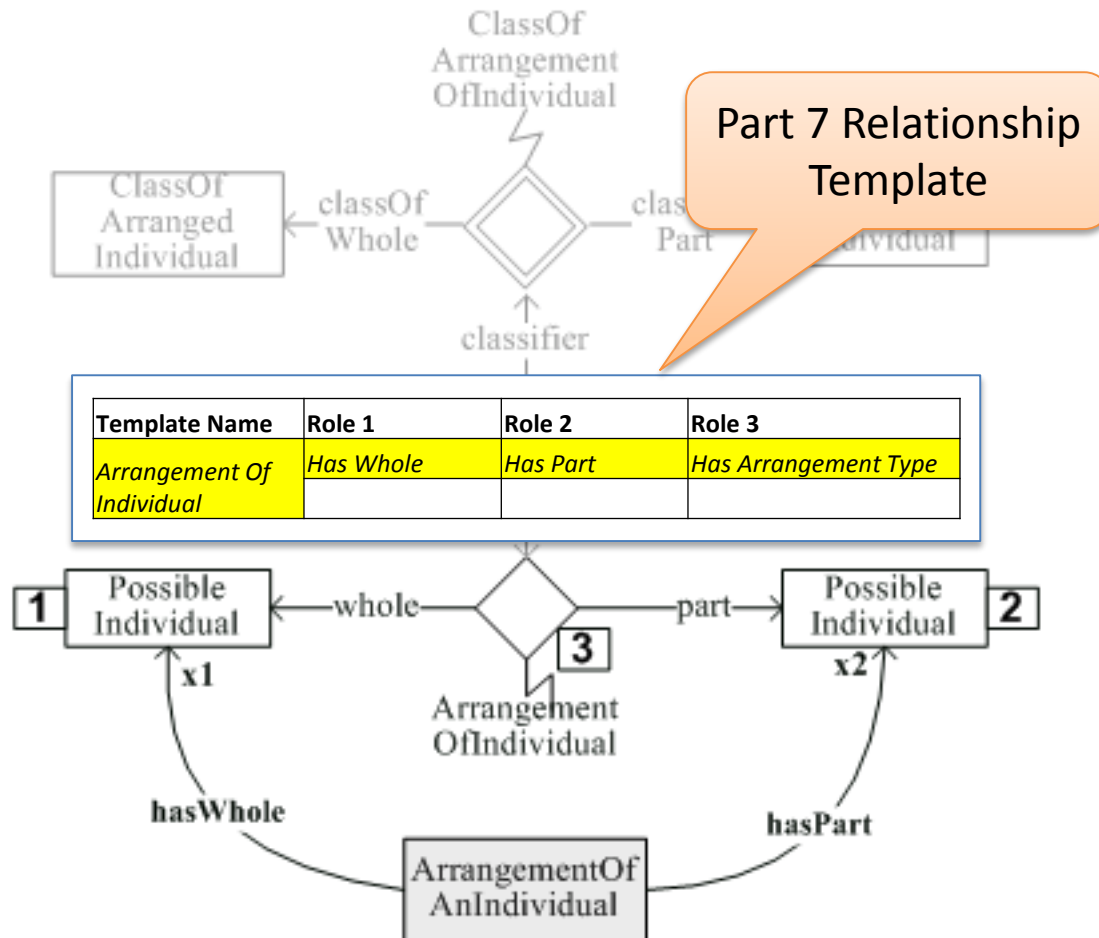 ClassOf
Arrangement
OfIndividual
Part 7 Relationship
Template
ClassOf
Arranged
Individual
classOf
Whole
Part
classifier
Template Name
Role 1
Role 2
Role 3
Arrangement Of
Individual
Has Whole
Has Part
Has Arrangement Type
1
Possible
Individual
x1
whole
3
part
Possible
Individual
x2
2
Arrangement
OfIndividual
hasWhole
hasPart
ArrangementOf
AnIndividual